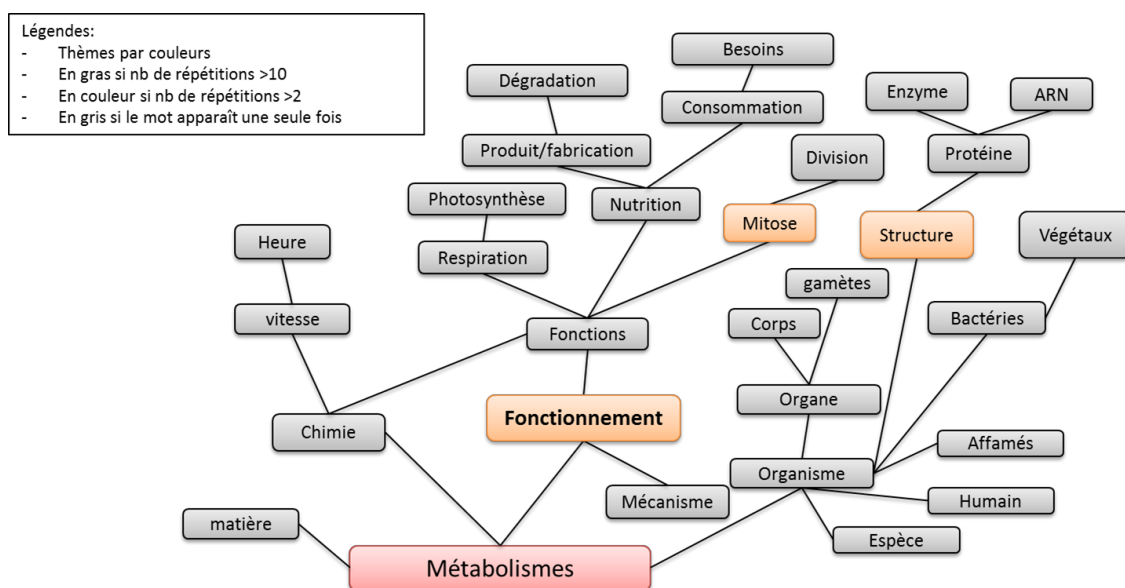 Légendes:
- Thèmes par couleurs
- En gras si nb de répétitions >10
- En couleur si nb de répétitions >2
- En gris si le mot apparaît une seule fois
Besoins
Dégradation
Enzyme
ARN
Consommation
Produit/fabrication
Division
Protéine
Photosynthèse
Nutrition
Mitose
Structure
Végétaux
Heure
Respiration
gamètes
vitesse
Corps
Bactéries
Fonctions
Organe
Fonctionnement
Chimie
Affamés
Organisme
Mécanisme
Humain
matière
Espèce
Métabolismes